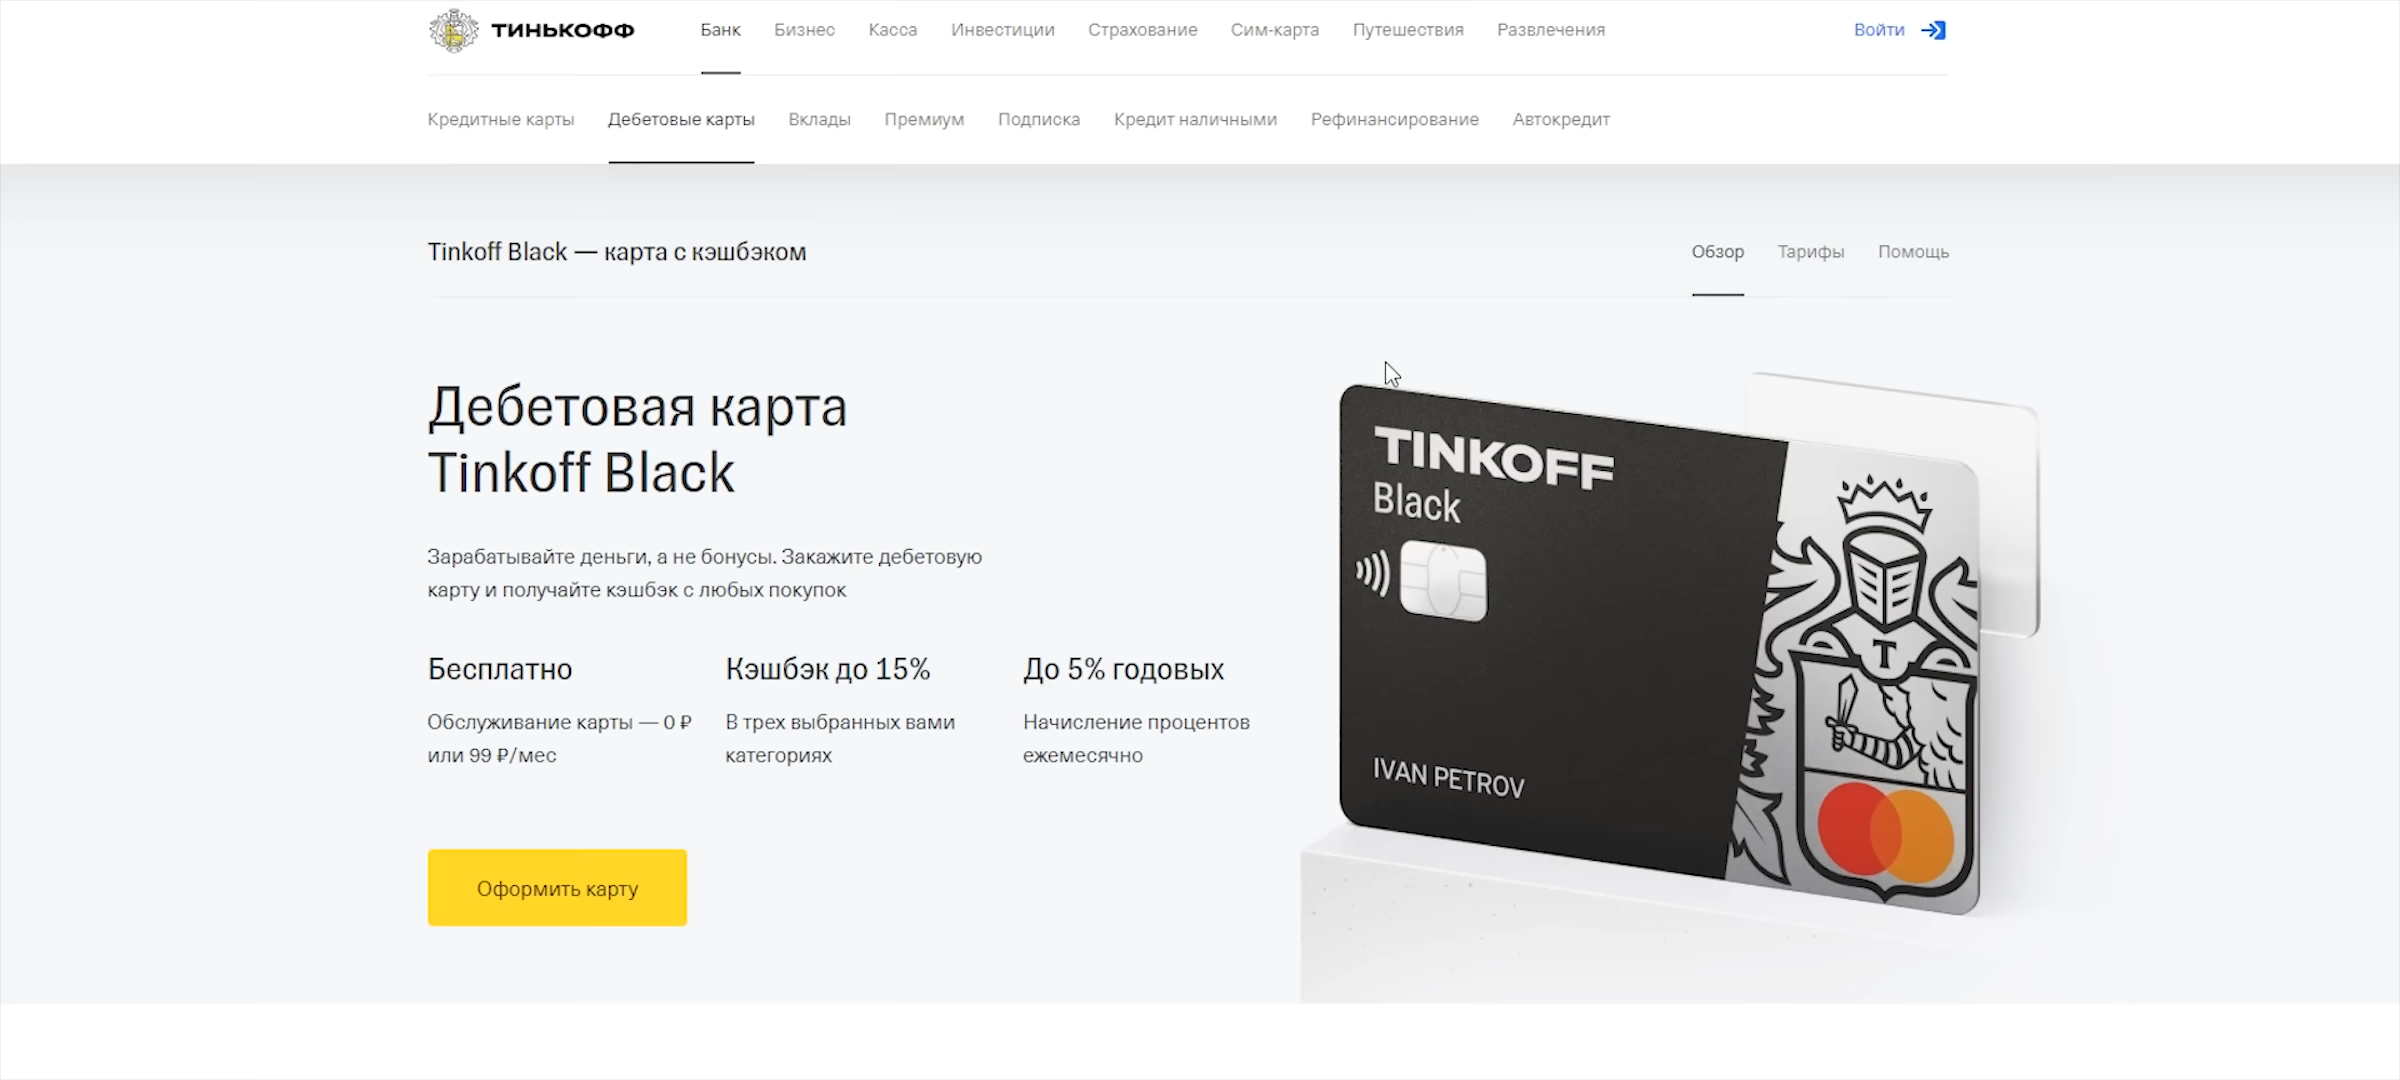 ТИНЬКОФФ
Банк
Бизнес
Касса
Инвестиции
Страхование
Сим-карта
Путешествия
Развлечения
Войти
Кредитные карты
Дебетовые карты
Вклады
Премиум
Подписка
Кредит наличными
Рефинансирование
Автокредит
Tinkoff Black — карта с кэшбэком
Обзор
Тарифы
Помощь
Дебетовая карта
Tinkoff Black
Зарабатывайте деньги, а не бонусы. Закажите дебетовую
карту и получайте кэшбэк с любых покупок
Бесплатно
Обслуживание карты — 0 ₽
или 99 ₽/мес
Кэшбэк до 15%
В трех выбранных вами
категориях
До 5% годовых
Начисление процентов
ежемесячно
Оформить карту
TINKOFF
Black
T
IVAN PETROV